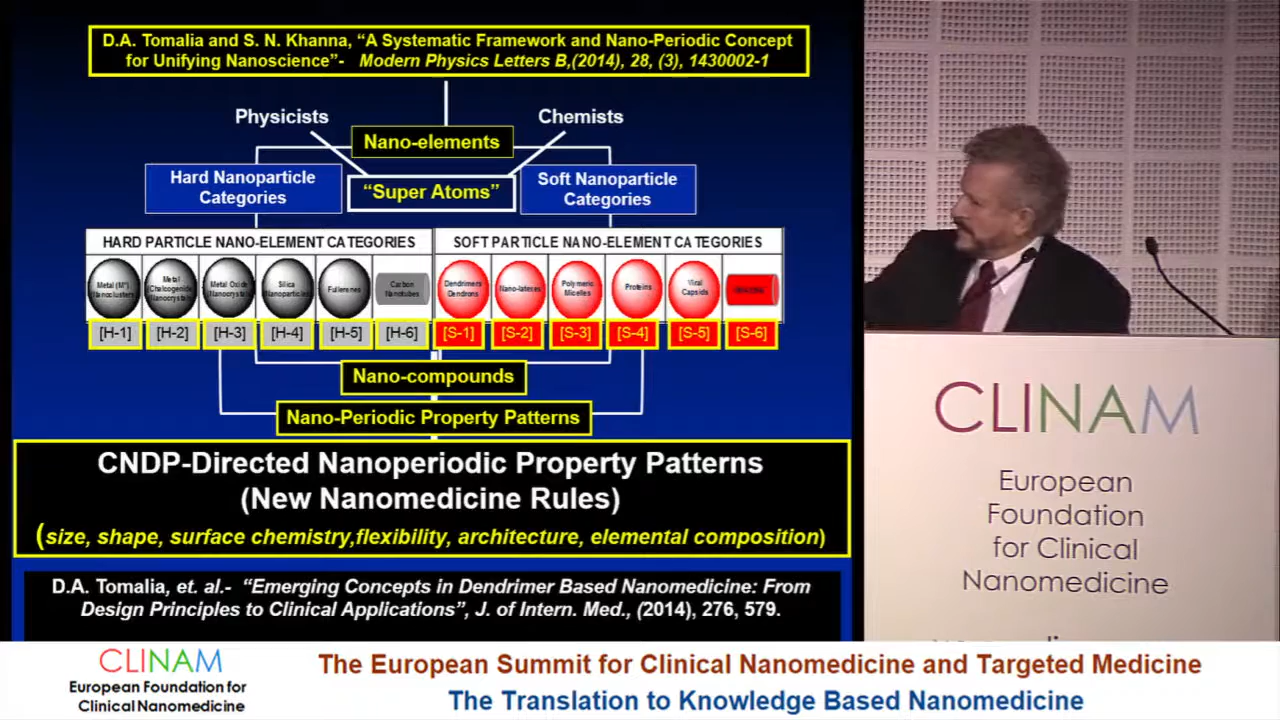 D.A. Tomalia and S. N. Khanna, “A Systematic Framework and Nano-Periodic Concept
for Unifying Nanoscience”- Modern Physics Letters B,(2014), 28, (3), 1430002-1
Physicists
Chemists
Nano-elements
Hard Nanoparticle
Categories
“Super Atoms”
Soft Nanoparticle
Categories
HARD PARTICLE NANO-ELEMENT CATEGORIES
SOFT PARTICLE NANO-ELEMENT CATEGORIES
Metal (M°)
Nanoclusters
Metal
Chalcogenide
Nanocrystals
Metal Oxide
Nanocrystals
Silica
Nanoparticles
Fullerenes
Carbon
Nanotubes
Dendrimers
Dendrons
Nano-latexes
Polymeric
Micelles
Proteins
Viral
Capsids
[H-1]
[H-2]
[H-3]
[H-4]
[H-5]
[H-6]
[S-1]
[S-2]
[S-3]
[S-4]
[S-5]
[S-6]
Nano-compounds
Nano-Periodic Property Patterns
CNDP-Directed Nanoperiodic Property Patterns
(New Nanomedicine Rules)
(size, shape, surface chemistry,flexibility, architecture, elemental composition)
D.A. Tomalia, et. al.- “Emerging Concepts in Dendrimer Based Nanomedicine: From
Design Principles to Clinical Applications”, J. of Intern. Med., (2014), 276, 579.
CLINAM
European
Foundation
for Clinical
Nanomedicine
CLINAM
European Foundation for
Clinical Nanomedicine
The European Summit for Clinical Nanomedicine and Targeted Medicine
The Translation to Knowledge Based Nanomedicine